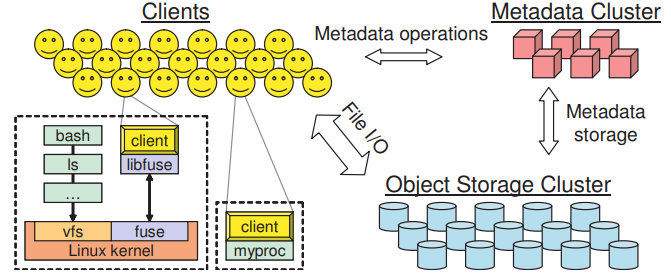 Clients
Metadata operations
Metadata Cluster
Metadata
storage
File I/O
Object Storage Cluster
bash
ls
...
client
libfuse
vfs
fuse
Linux kernel
client
myproc